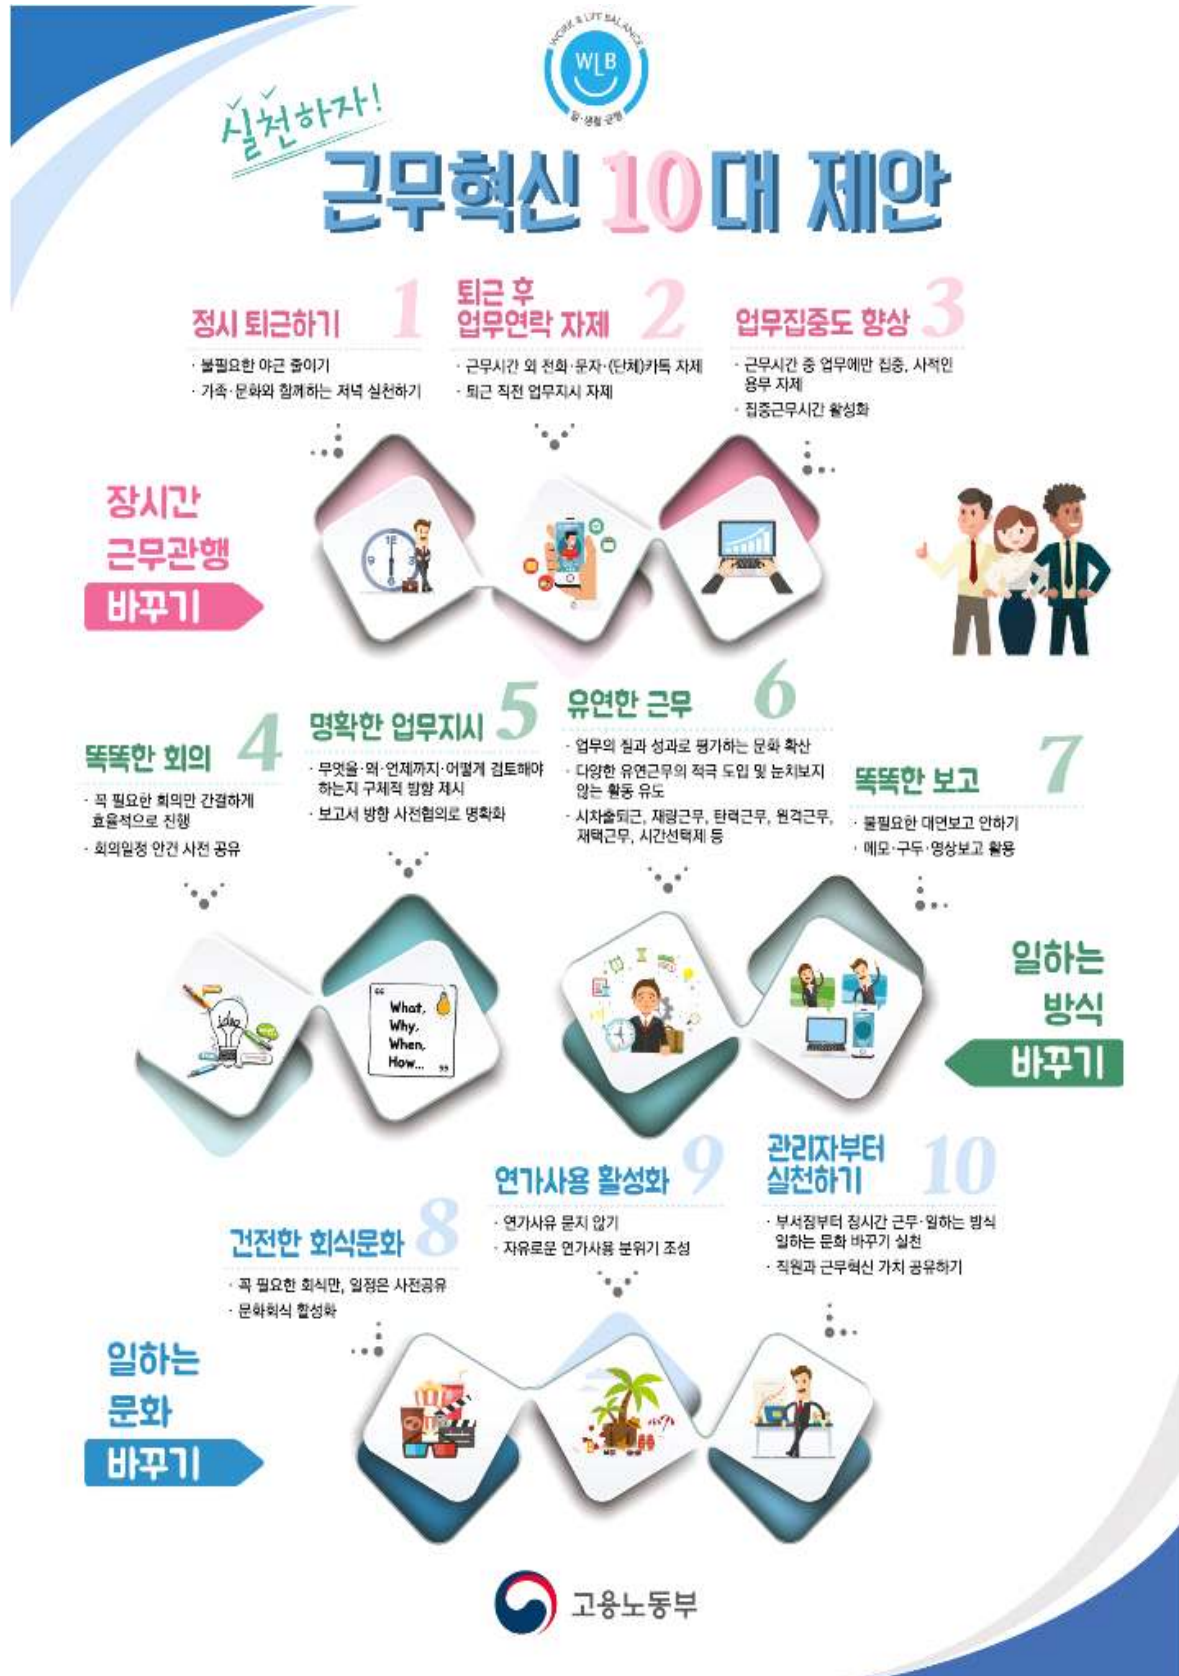 WORK & LIFE BALANCE
WLB
일·생활 균형
실천하자!
근무혁신 10대 제안
1
정시 퇴근하기
· 불필요한 야근 줄이기
· 가족·문화와 함께하는 저녁 실천하기
2
퇴근 후
업무연락 자제
· 근무시간 외 전화·문자·(단체)카톡 자제
· 퇴근 직전 업무지시 자제
3
업무집중도 향상
· 근무시간 중 업무에만 집중, 사적인
용무 자제
· 집중근무시간 활성화
장시간
근무관행
바꾸기
12
9
3
4
똑똑한 회의
· 꼭 필요한 회의만 간결하게
효율적으로 진행
· 회의일정 안건 사전 공유
5
명확한 업무지시
· 무엇을·왜·언제까지·어떻게 검토해야
하는지 구체적 방향 제시
· 보고서 방향 사전협의로 명확화
6
유연한 근무
· 업무의 질과 성과로 평가하는 문화 확산
· 다양한 유연근무의 적극 도입 및 눈치보지
않는 활동 유도
· 시차출퇴근, 재량근무, 탄력근무, 원격근무,
재택근무, 시간선택제 등
7
똑똑한 보고
· 불필요한 대면보고 안하기
· 메모·구두·영상보고 활용
idea
“
What,
Why,
When,
How...
”
일하는
방식
바꾸기
8
건전한 회식문화
· 꼭 필요한 회식만, 일정은 사전공유
· 문화회식 활성화
9
연가사용 활성화
· 연가사유 묻지 않기
· 자유로운 연가사용 분위기 조성
10
관리자부터
실천하기
· 부서장부터 장시간 근무·일하는 방식
일하는 문화 바꾸기 실천
· 직원과 근무혁신 가치 공유하기
일하는
문화
바꾸기
고용노동부